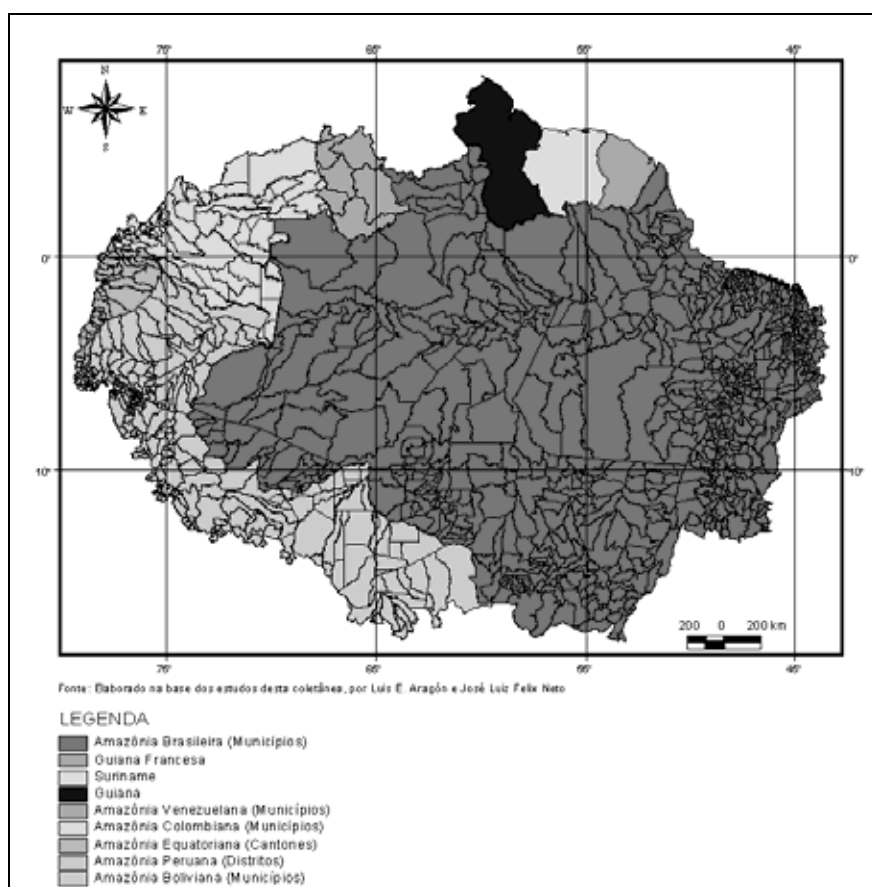 75° 65° 55° 45°
N
W E
S
0° 0°
10° 10°
200 0 200 km
75° 65° 55° 45°
Fonte: Elaborado na base dos estudos desta coletânea, por Luis E. Aragón e José Luiz Felix Neto
LEGENDA
Amazônia Brasileira (Municípios)
Guiana Francesa
Suriname
Guiana
Amazônia Venezuelana (Municípios)
Amazônia Colombiana (Municípios)
Amazônia Equatoriana (Cantones)
Amazônia Peruana (Distritos)
Amazônia Boliviana (Municípios)